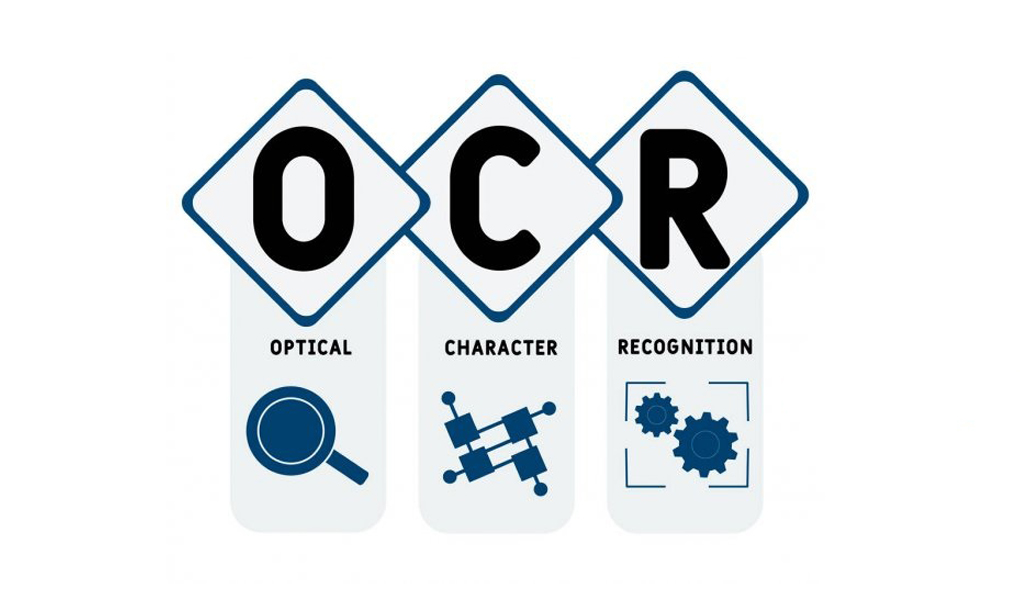 OCR
OPTICAL
CHARACTER
RECOGNITION